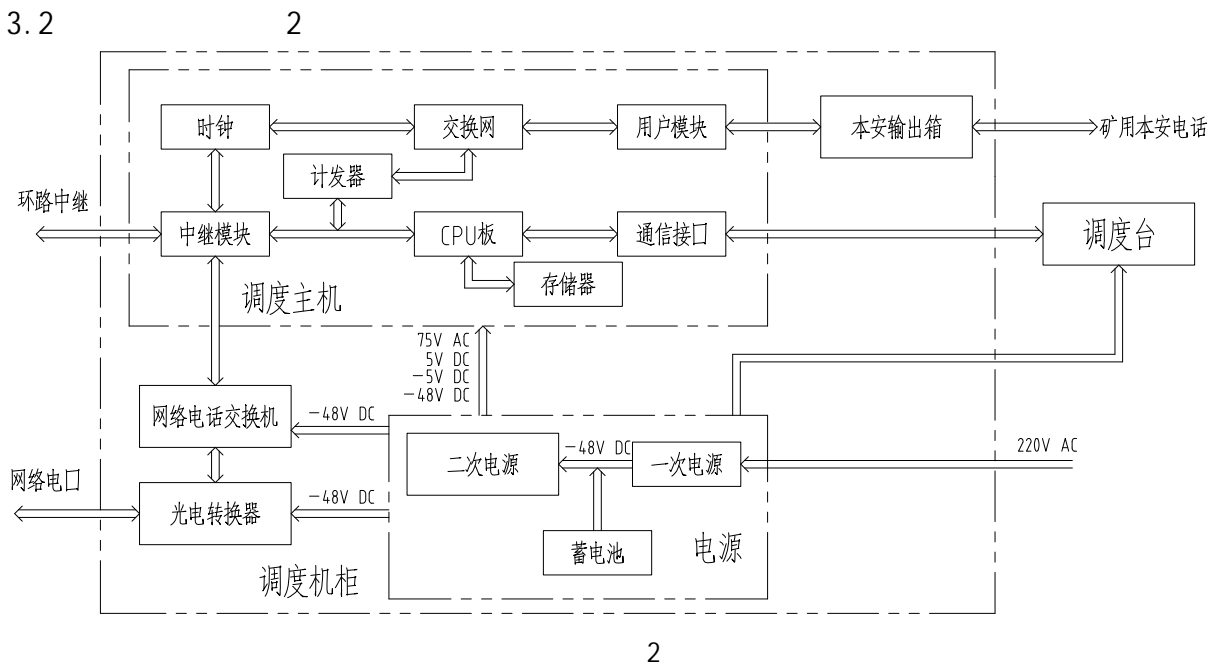 3.2 2
时钟
交换网
用户模块
本安输出箱
矿用本安电话
计发器
环路中继
中继模块
CPU板
通信接口
调度台
存储器
调度主机
75V AC
5V DC
-5V DC
-48V DC
网络电话交换机
-48V DC
二次电源
-48V DC
一次电源
220V AC
网络电口
光电转换器
-48V DC
蓄电池
电源
调度机柜
2